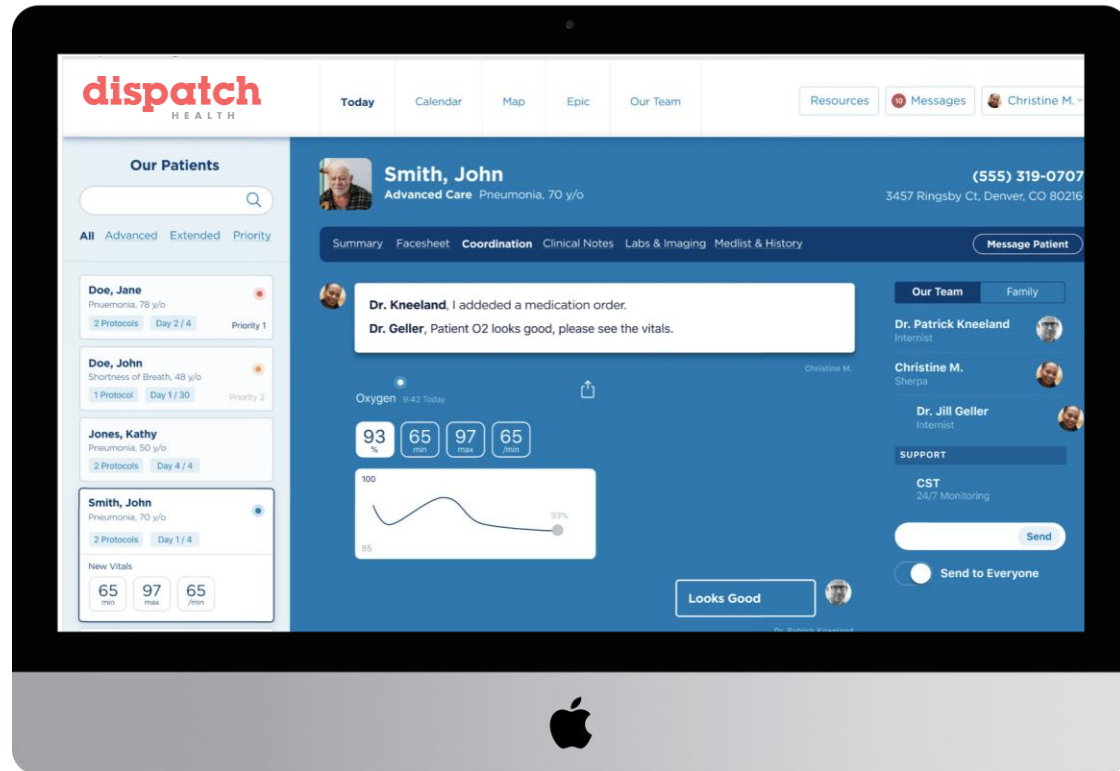 dispatch
HEALTH
Today
Calendar
Map
Epic
Our Team
Resources
10 Messages
Christine M.
Our Patients
All Advanced Extended Priority
Doe, Jane
Pnuemonia, 78 y/o
2 Protocols Day 2 / 4 Priority 1
Doe, John
Shortness of Breath, 48 y/o
1 Protocol Day 1 / 30 Priority 2
Jones, Kathy
Pneumonia, 50 y/o
2 Protocols Day 4 / 4
Smith, John
Pneumonia, 70 y/o
2 Protocols Day 1 / 4
New Vitals
65 97 65
min max /min
Smith, John
Advanced Care Pneumonia, 70 y/o
(555) 319-0707
3457 Ringsby Ct, Denver, CO 80216
Summary Facesheet Coordination Clinical Notes Labs & Imaging Medlist & History
Message Patient
Dr. Kneeland, I addeded a medication order.
Dr. Geller, Patient O2 looks good, please see the vitals.
Christine M.
Oxygen 9:42 Today
93 65 97 65
% min max /min
100
93%
85
Looks Good
Dr. Patrick Kneeland
Our Team Family
Dr. Patrick Kneeland
Internist
Christine M.
Sherpa
Dr. Jill Geller
Internist
SUPPORT
CST
24/7 Monitoring
Send
Send to Everyone